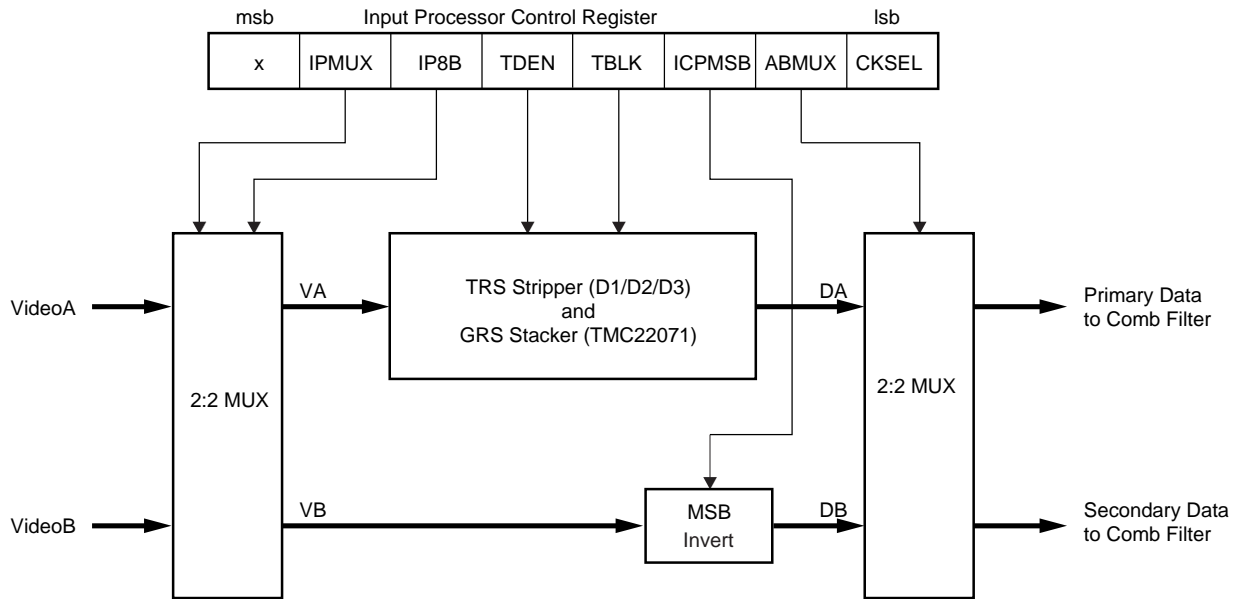 msb Input Processor Control Register lsb
x IPMUX IP8B TDEN TBLK ICPMSB ABMUX CKSEL
VideoA
VA
TRS Stripper (D1/D2/D3)
and
GRS Stacker (TMC22071)
DA
Primary Data
to Comb Filter
2:2 MUX
2:2 MUX
VideoB
VB
MSB
Invert
DB
Secondary Data
to Comb Filter